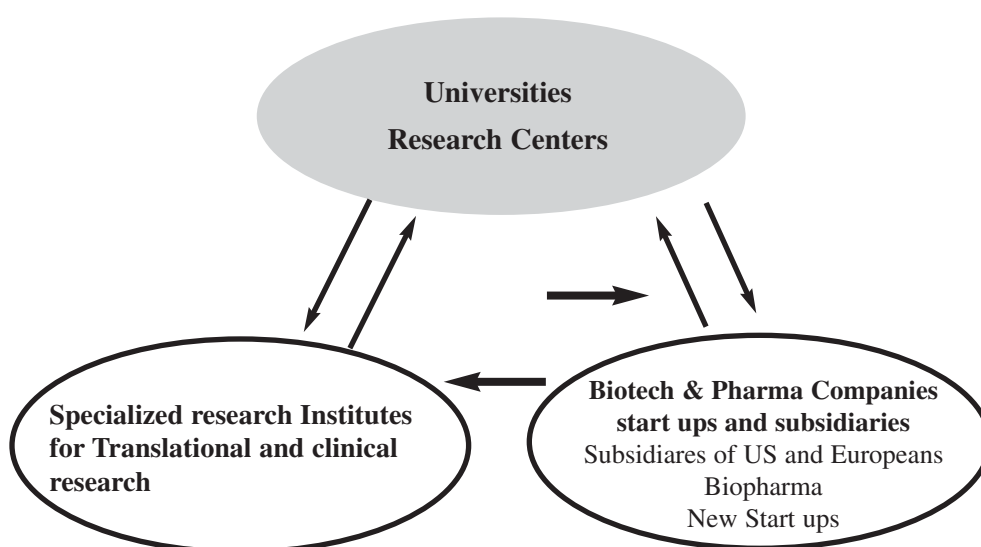 Universities
Research Centers
Specialized research Institutes
for Translational and clinical
research
Biotech & Pharma Companies
start ups and subsidiaries
Subsidiares of US and Europeans
Biopharma
New Start ups